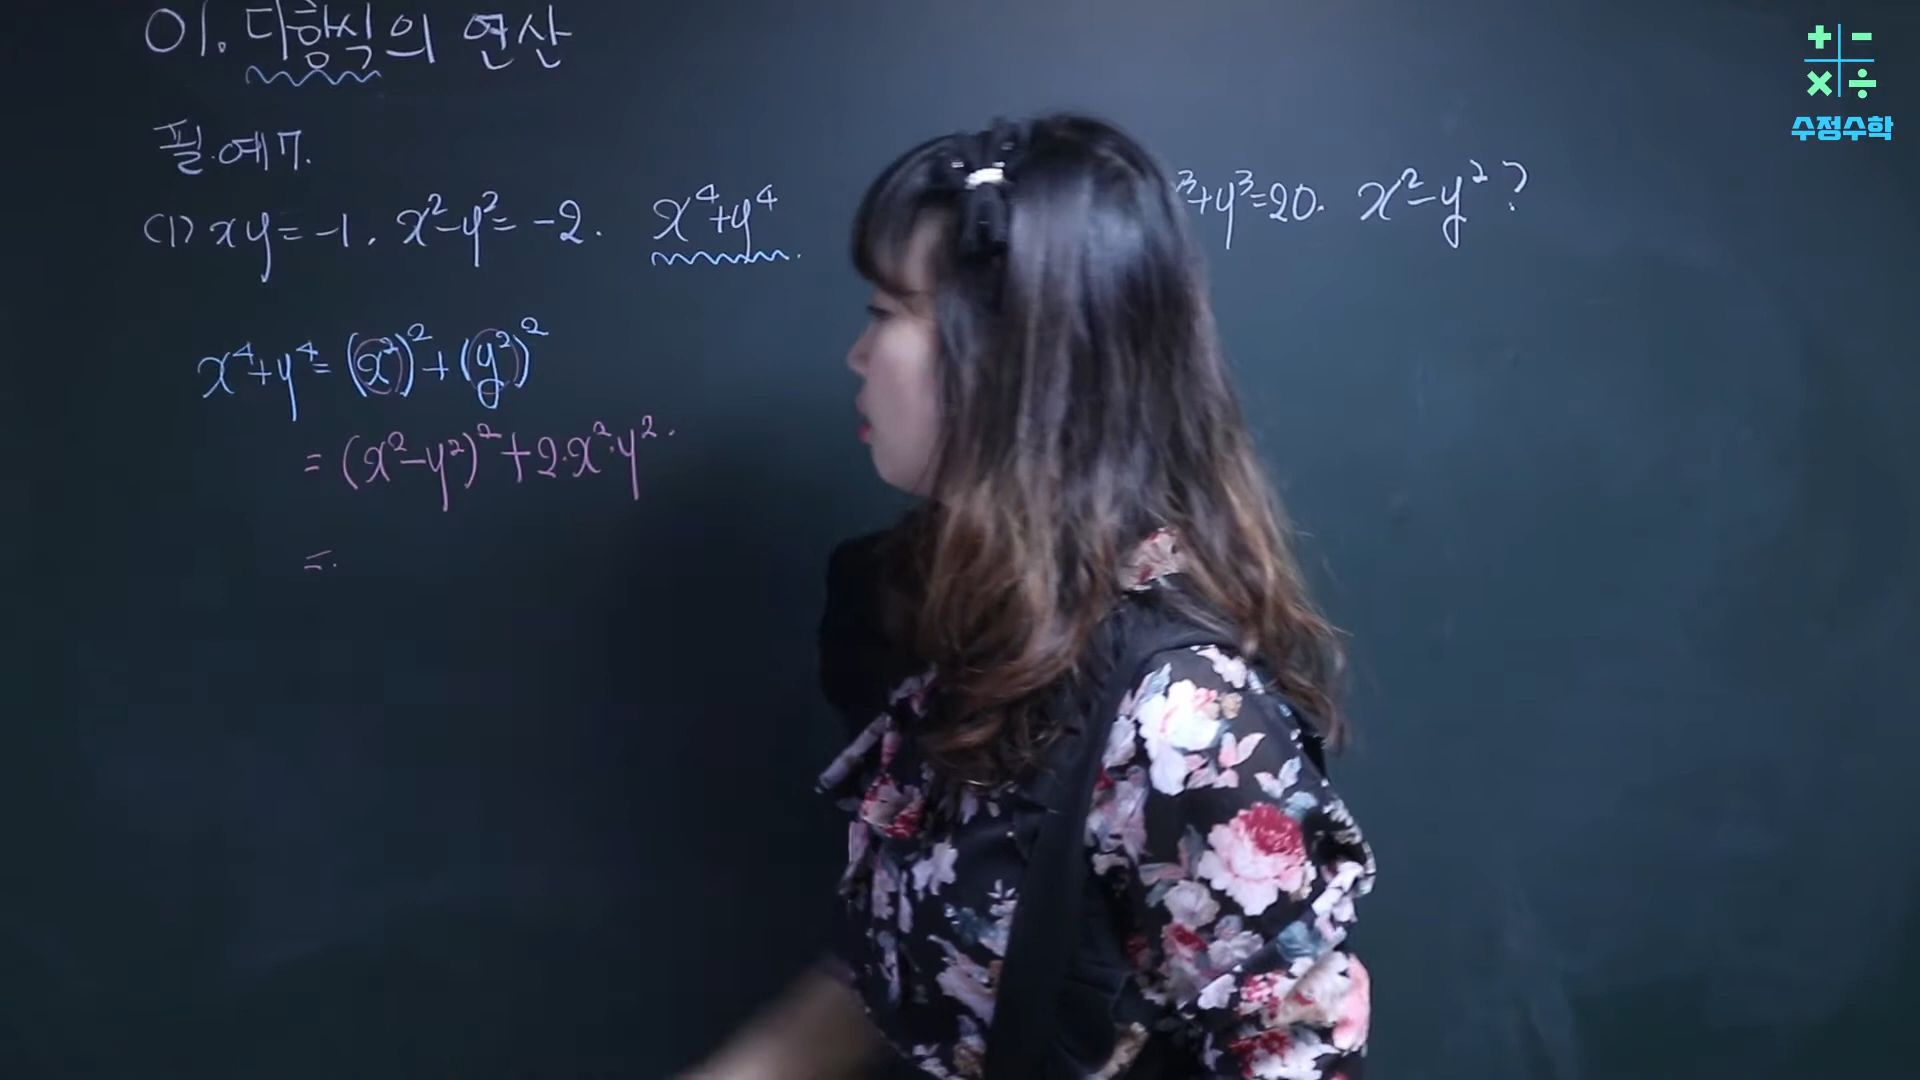 01. 다항식의 연산
필.예7.
(1) xy=-1, x²-y²=-2. x⁴+y⁴
³+y³=20. x²-y²?
x⁴+y⁴=(x²)²+(y²)²
=(x²-y²)²+2·x²·y²
=
+ - × ÷
수정수학